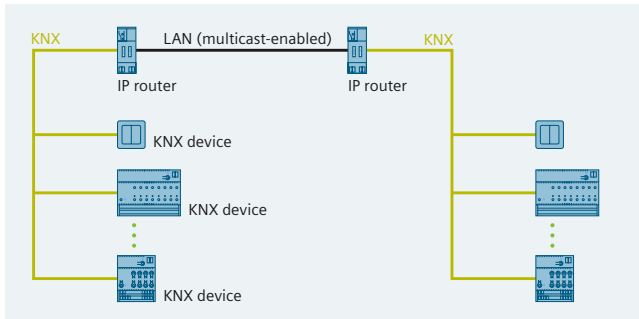 KNX
LAN (multicast-enabled)
KNX
IP router
IP router
KNX device
KNX device
KNX device